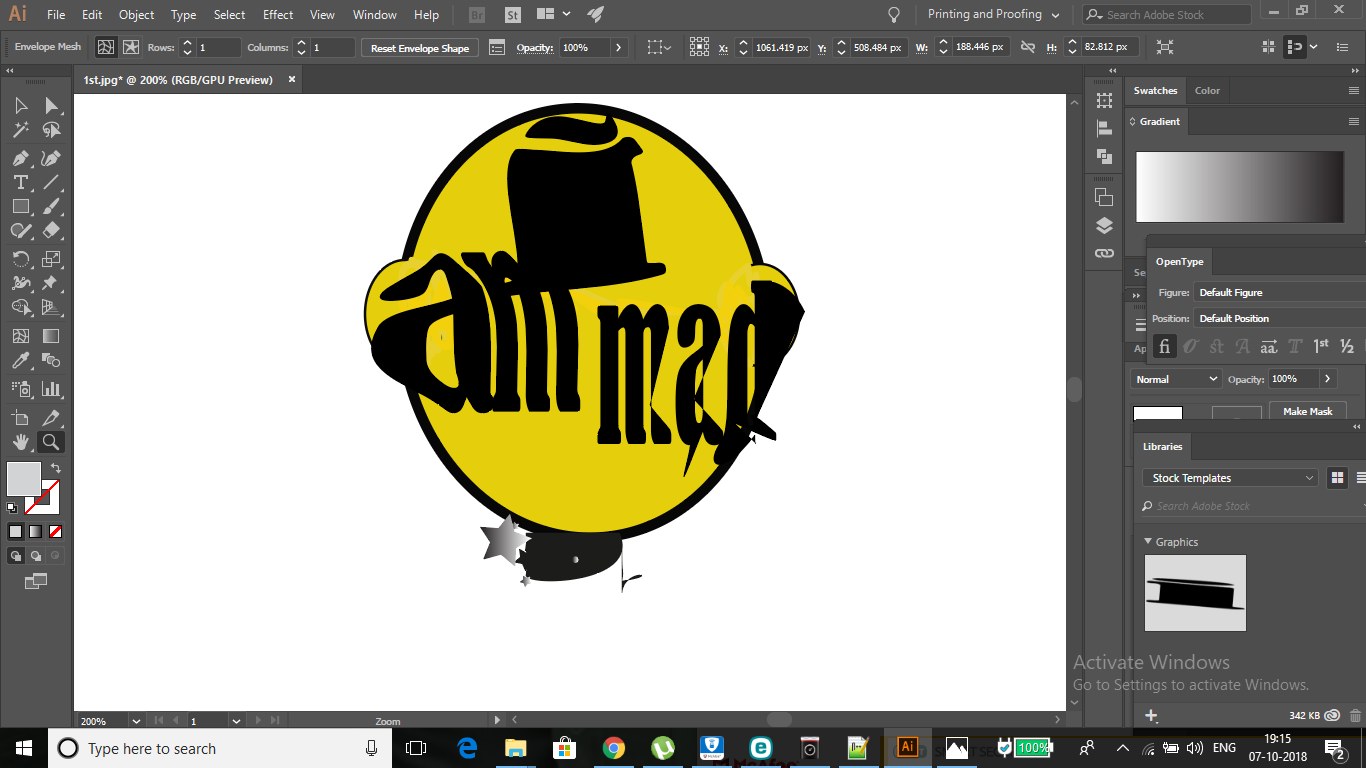 Ai File Edit Object Type Select Effect View Window Help Br St Printing and Proofing Search Adobe Stock
Envelope Mesh Rows: 1 Columns: 1 Reset Envelope Shape Opacity: 100% X: 1061.419 px Y: 508.484 px W: 188.446 px H: 82.812 px
1st.jpg* @ 200% (RGB/GPU Preview)
Swatches Color
Gradient
OpenType
Se
Figure: Default Figure
Position: Default Position
Ap
fi st A aa T 1st ½
Normal Opacity: 100%
Make Mask
Libraries
Stock Templates
Search Adobe Stock
Graphics
Activate Windows
Go to Settings to activate Windows.
342 KB
200% 1 Zoom
Type here to search
100%
ENG
19:15
07-10-2018
2